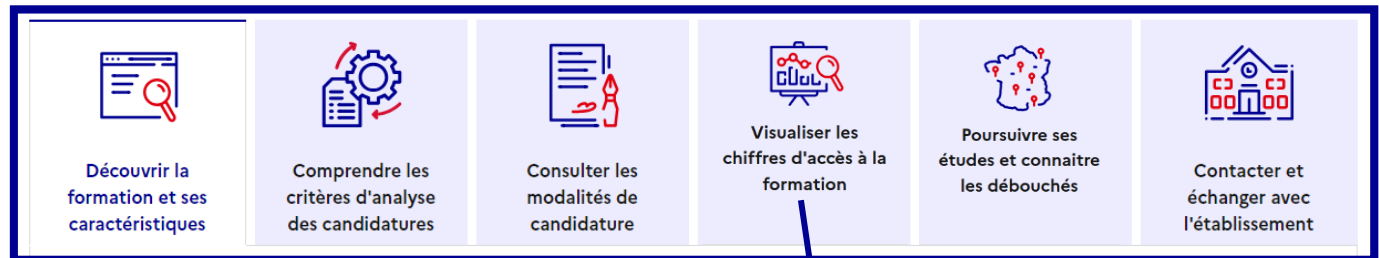 Découvrir la
formation et ses
caractéristiques
Comprendre les
critères d'analyse
des candidatures
Consulter les
modalités de
candidature
Visualiser les
chiffres d'accès à la
formation
Poursuivre ses
études et connaitre
les débouchés
Contacter et
échanger avec
l'établissement